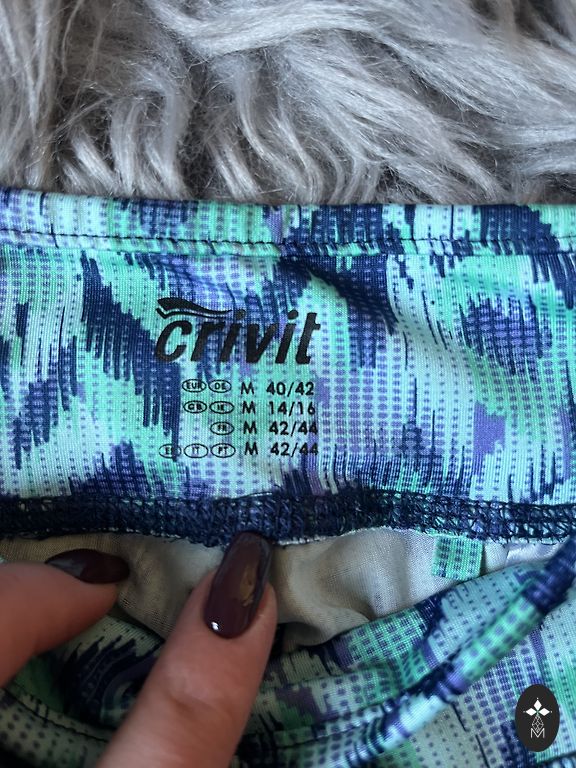 crivit
EUR DE M 40/42
GB IE M 14/16
FR M 42/44
ES IT PT M 42/44
M